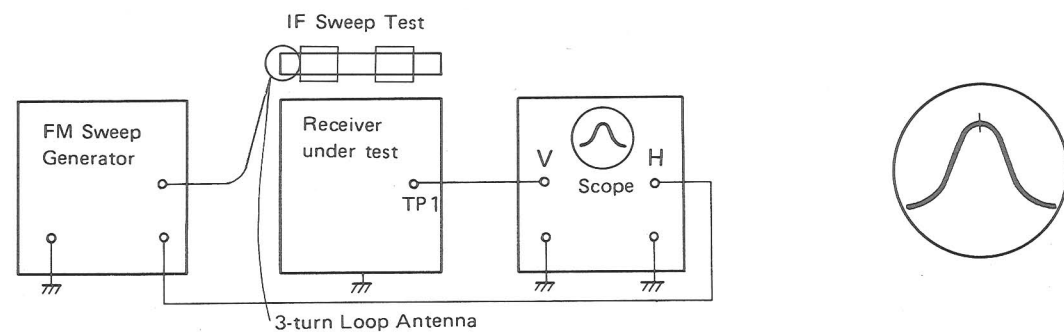 IF Sweep Test
FM Sweep
Generator
Receiver
under test
TP1
V
H
Scope
3-turn Loop Antenna